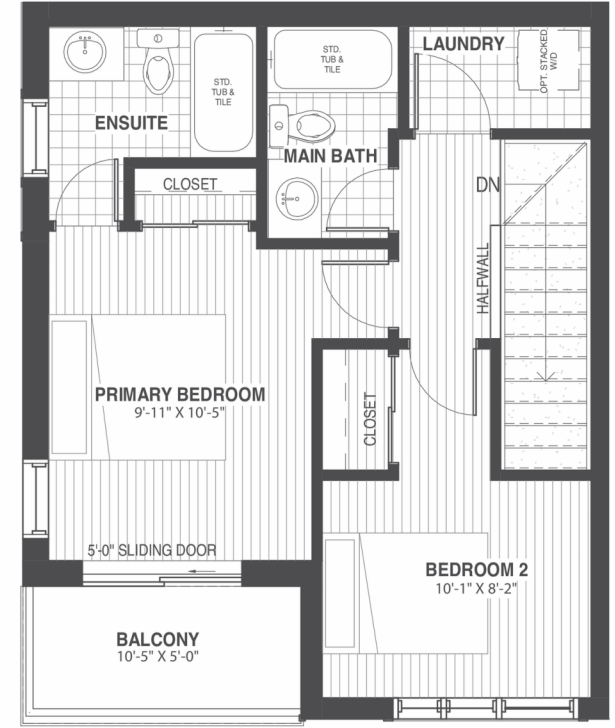 LAUNDRY
OPT. STACKED
W/D
STD.
TUB &
TILE
STD.
TUB &
TILE
ENSUITE
MAIN BATH
CLOSET
DN
HALFWALL
PRIMARY BEDROOM
9'-11" X 10'-5"
CLOSET
5'-0" SLIDING DOOR
BEDROOM 2
10'-1" X 8'-2"
BALCONY
10'-5" X 5'-0"